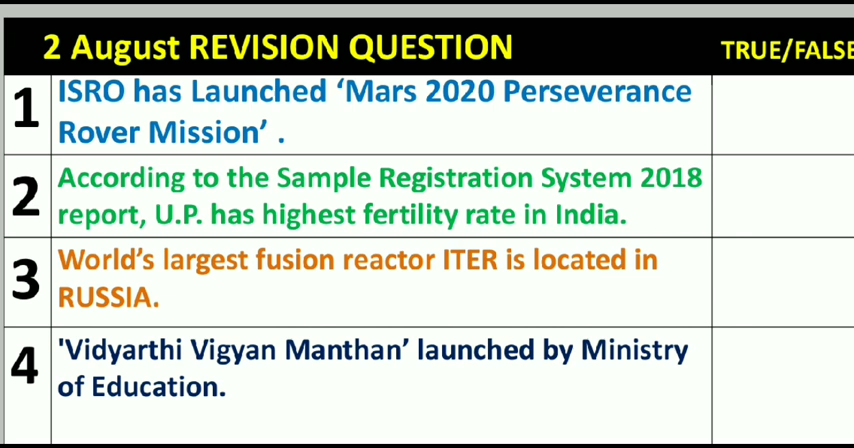 2 August REVISION QUESTION TRUE/FALSE
1 ISRO has Launched ‘Mars 2020 Perseverance
Rover Mission’ .
2 According to the Sample Registration System 2018
report, U.P. has highest fertility rate in India.
3 World’s largest fusion reactor ITER is located in
RUSSIA.
4 'Vidyarthi Vigyan Manthan’ launched by Ministry
of Education.